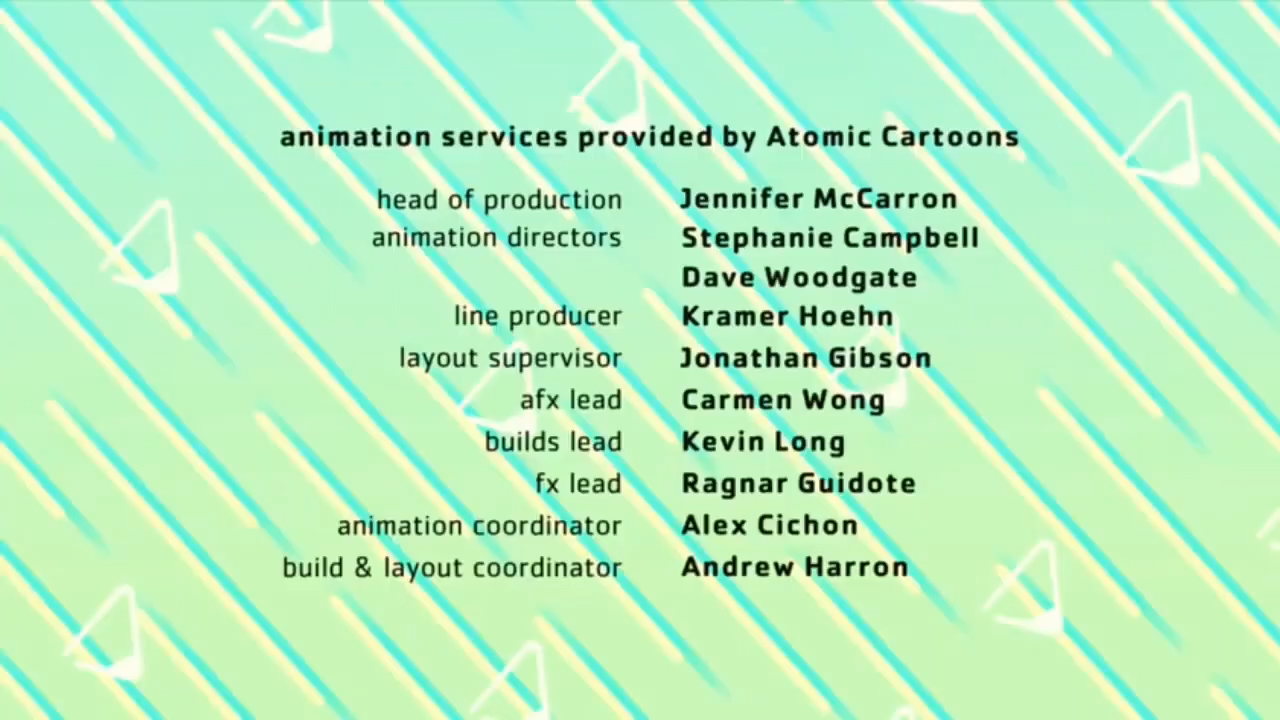 animation services provided by Atomic Cartoons
head of production Jennifer McCarron
animation directors Stephanie Campbell
Dave Woodgate
line producer Kramer Hoehn
layout supervisor Jonathan Gibson
afx lead Carmen Wong
builds lead Kevin Long
fx lead Ragnar Guidote
animation coordinator Alex Cichon
build & layout coordinator Andrew Harron